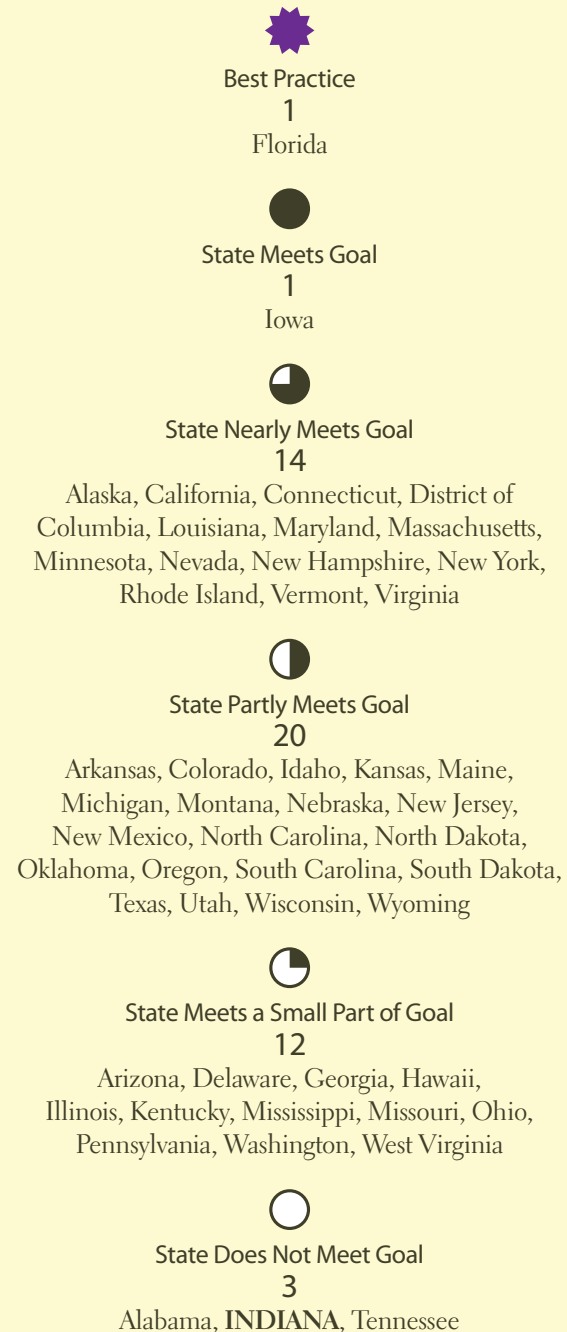 Best Practice
1
Florida
State Meets Goal
1
Iowa
State Nearly Meets Goal
14
Alaska, California, Connecticut, District of
Columbia, Louisiana, Maryland, Massachusetts,
Minnesota, Nevada, New Hampshire, New York,
Rhode Island, Vermont, Virginia
State Partly Meets Goal
20
Arkansas, Colorado, Idaho, Kansas, Maine,
Michigan, Montana, Nebraska, New Jersey,
New Mexico, North Carolina, North Dakota,
Oklahoma, Oregon, South Carolina, South Dakota,
Texas, Utah, Wisconsin, Wyoming
State Meets a Small Part of Goal
12
Arizona, Delaware, Georgia, Hawaii,
Illinois, Kentucky, Mississippi, Missouri, Ohio,
Pennsylvania, Washington, West Virginia
State Does Not Meet Goal
3
Alabama, INDIANA, Tennessee